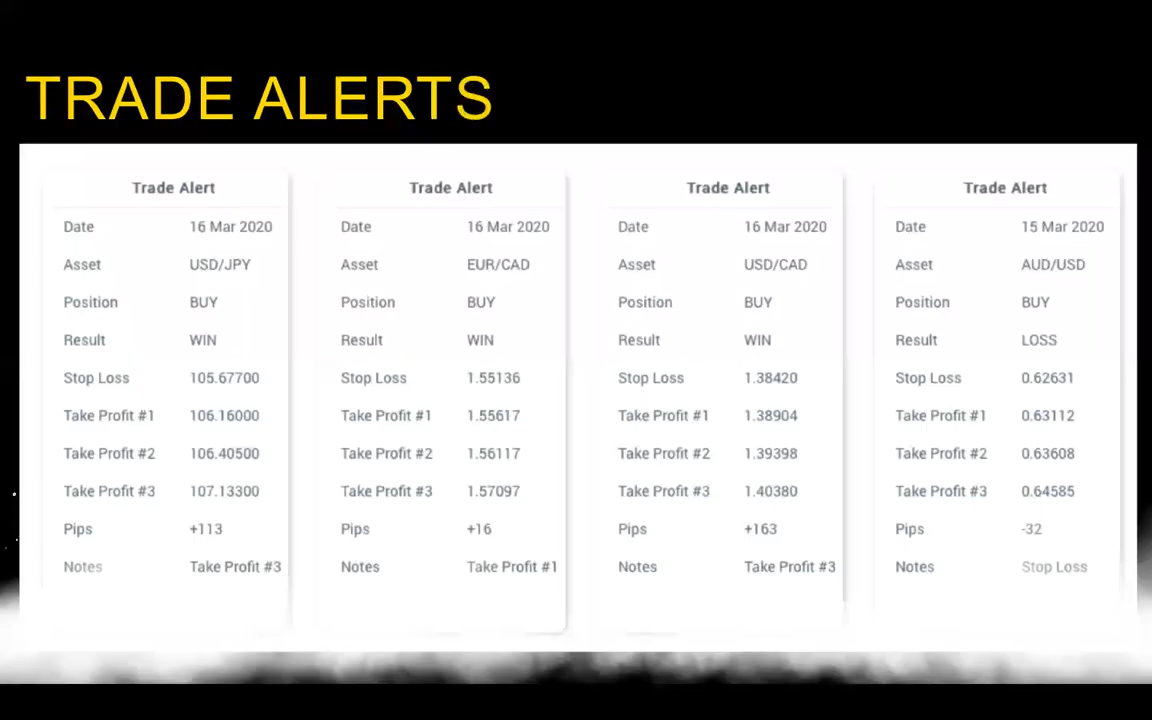 TRADE ALERTS
Trade Alert
Date 16 Mar 2020
Asset USD/JPY
Position BUY
Result WIN
Stop Loss 105.67700
Take Profit #1 106.16000
Take Profit #2 106.40500
Take Profit #3 107.13300
Pips +113
Notes Take Profit #3
Trade Alert
Date 16 Mar 2020
Asset EUR/CAD
Position BUY
Result WIN
Stop Loss 1.55136
Take Profit #1 1.55617
Take Profit #2 1.56117
Take Profit #3 1.57097
Pips +16
Notes Take Profit #1
Trade Alert
Date 16 Mar 2020
Asset USD/CAD
Position BUY
Result WIN
Stop Loss 1.38420
Take Profit #1 1.38904
Take Profit #2 1.39398
Take Profit #3 1.40380
Pips +163
Notes Take Profit #3
Trade Alert
Date 15 Mar 2020
Asset AUD/USD
Position BUY
Result LOSS
Stop Loss 0.62631
Take Profit #1 0.63112
Take Profit #2 0.63608
Take Profit #3 0.64585
Pips -32
Notes Stop Loss